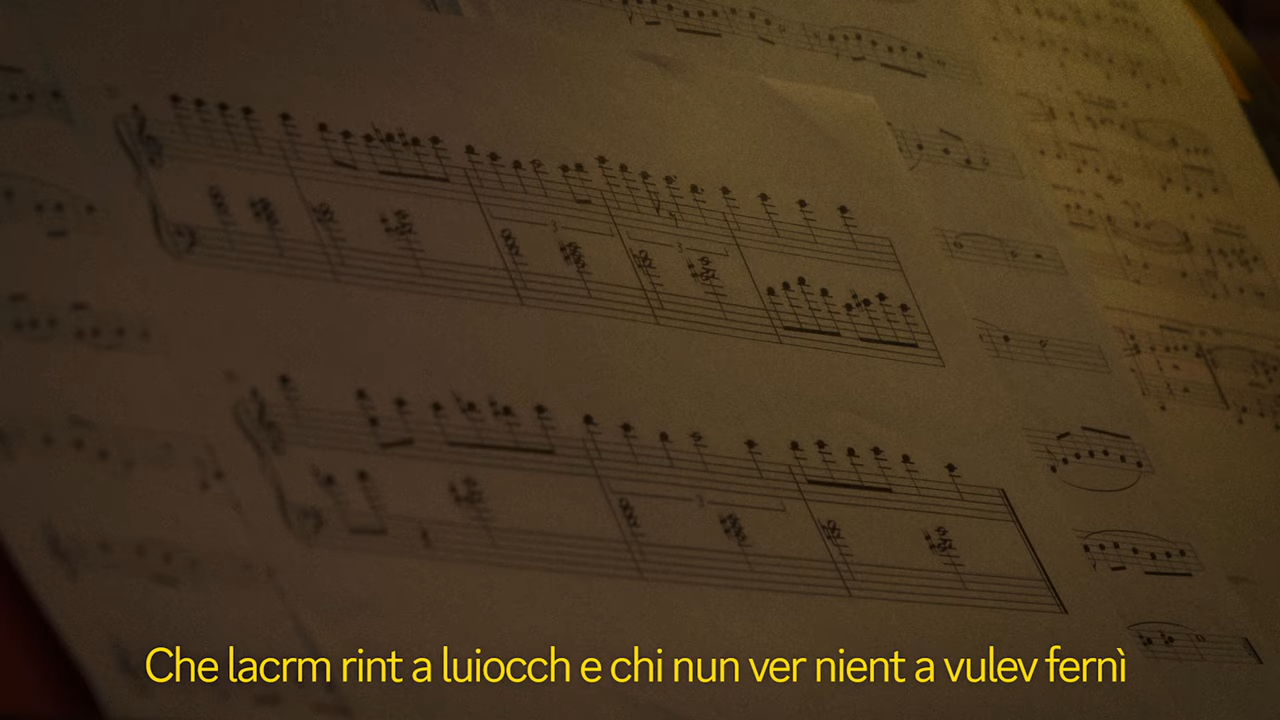 Che lacrm rint a luiocch e chi nun ver nient a vulev fernì